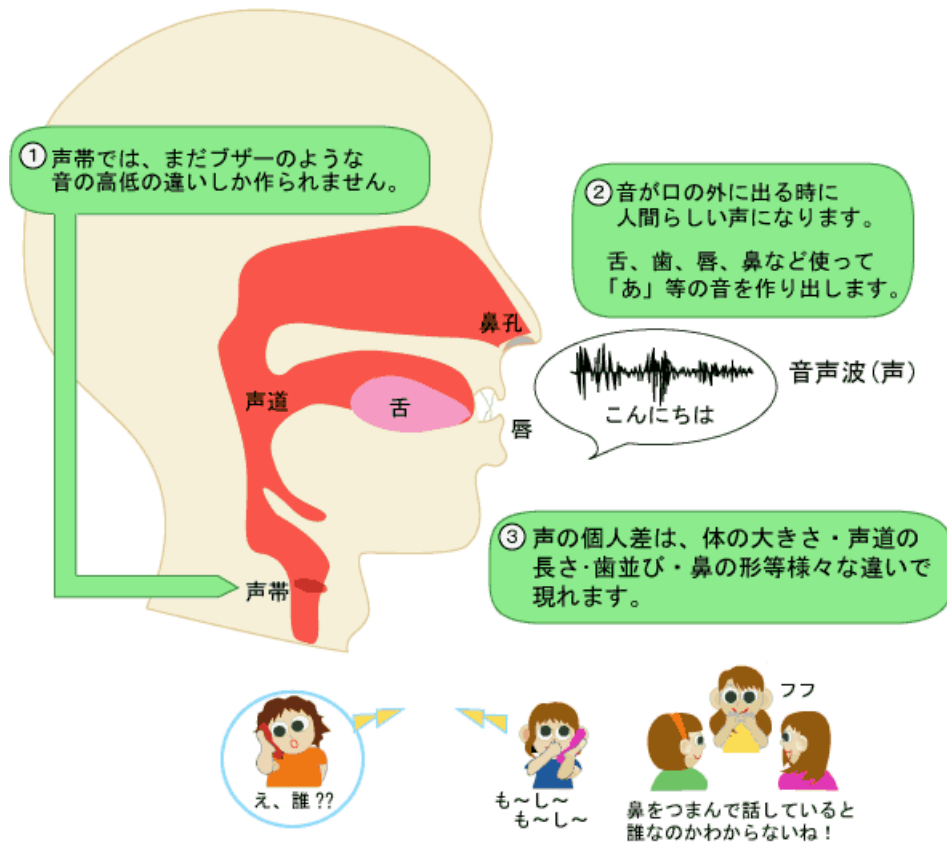 ① 声帯では、まだブザーのような
音の高低の違いしか作られません。
② 音が口の外に出る時に
人間らしい声になります。
舌、歯、唇、鼻など使って
「あ」等の音を作り出します。
鼻孔
声道
舌
唇
こんにちは
音声波(声)
③ 声の個人差は、体の大きさ・声道の
長さ・歯並び・鼻の形等様々な違いで
現れます。
声帯
え、誰??
も~し~
も~し~
フフ
鼻をつまんで話していると
誰なのかわからないね!